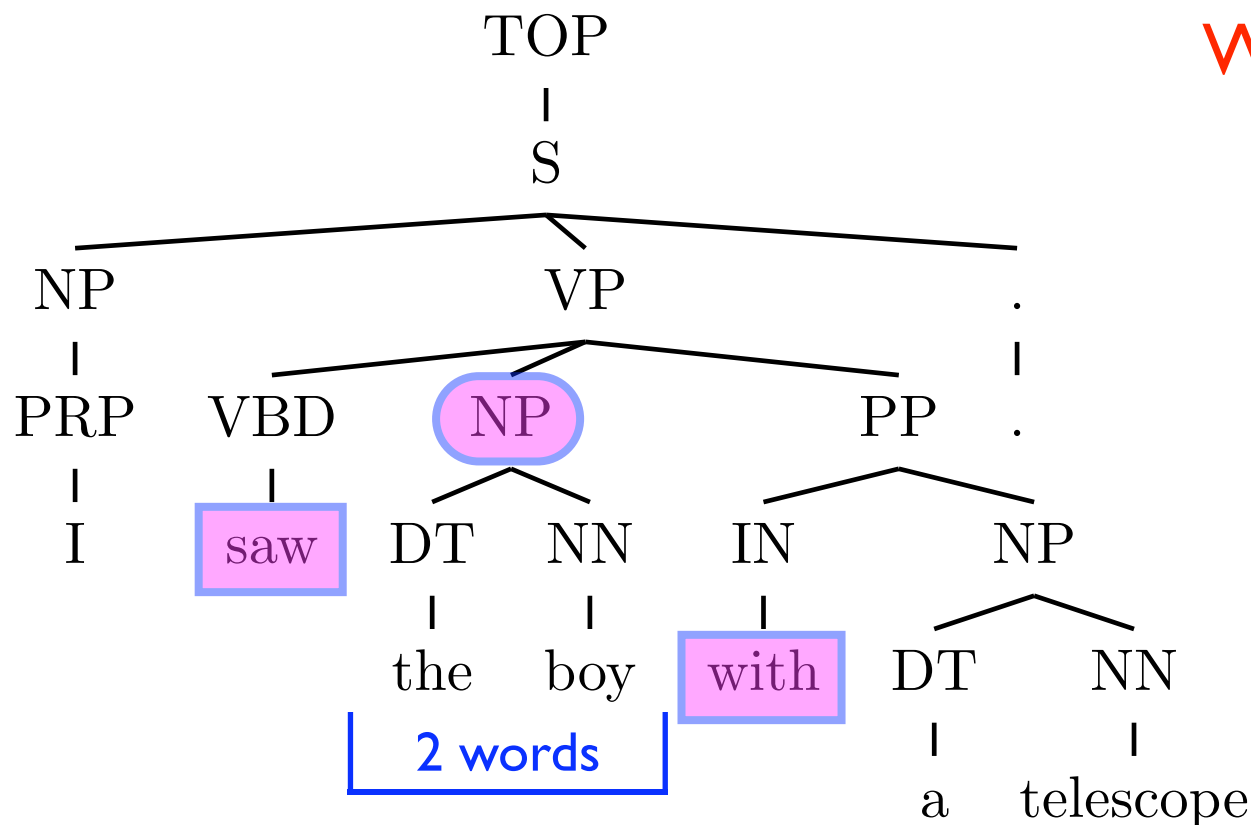 TOP
S
NP VP .
PRP VBD NP PP .
I saw DT NN IN NP
the boy with DT NN
2 words
a telescope